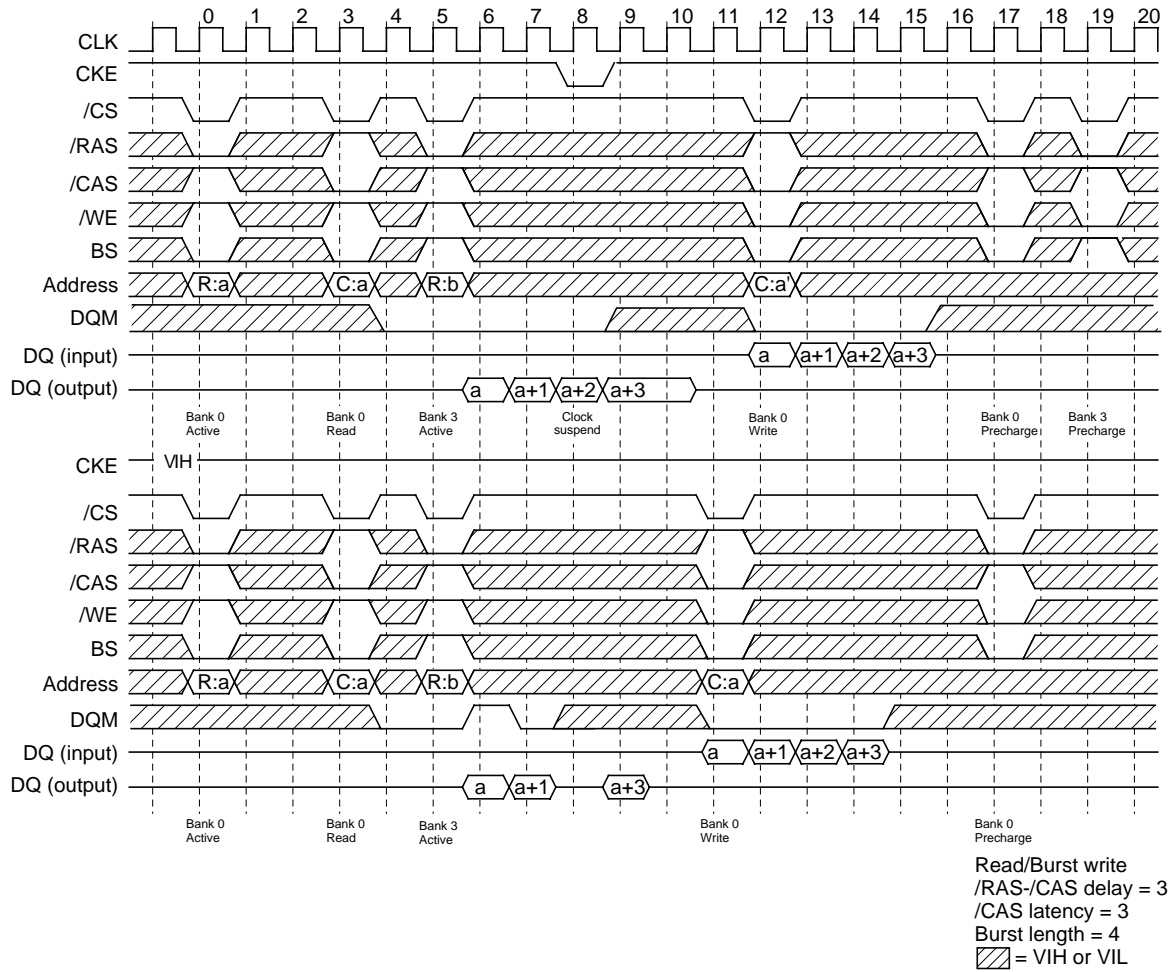 0 1 2 3 4 5 6 7 8 9 10 11 12 13 14 15 16 17 18 19 20
CLK
CKE
/CS
/RAS
/CAS
/WE
BS
Address R:a C:a R:b C:a'
DQM
DQ (input) a a+1 a+2 a+3
DQ (output) a a+1 a+2 a+3
Bank 0 Bank 0 Bank 3 Clock Bank 0 Bank 0 Bank 3
Active Read Active suspend Write Precharge Precharge
CKE VIH
/CS
/RAS
/CAS
/WE
BS
Address R:a C:a R:b C:a
DQM
DQ (input) a a+1 a+2 a+3
DQ (output) a a+1 a+3
Bank 0 Bank 0 Bank 3 Bank 0 Bank 0
Active Read Active Write Precharge
Read/Burst write
/RAS-/CAS delay = 3
/CAS latency = 3
Burst length = 4
= VIH or VIL